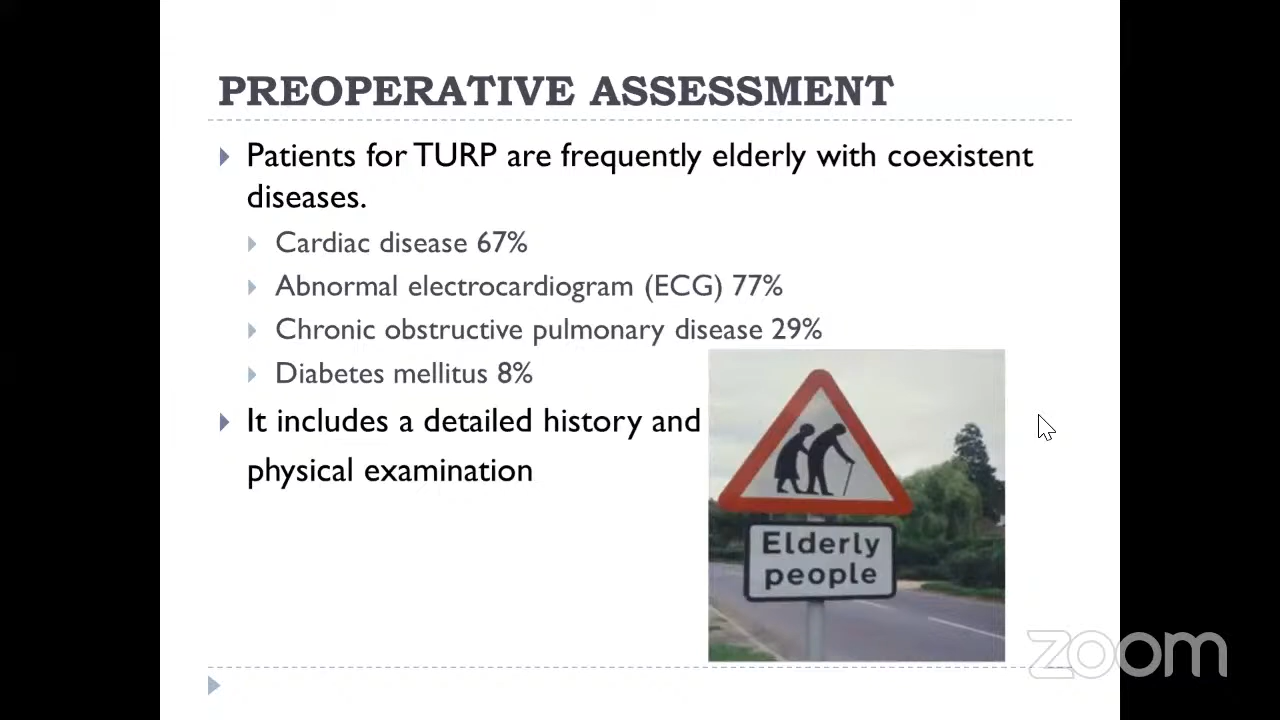 PREOPERATIVE ASSESSMENT
Patients for TURP are frequently elderly with coexistent
diseases.
Cardiac disease 67%
Abnormal electrocardiogram (ECG) 77%
Chronic obstructive pulmonary disease 29%
Diabetes mellitus 8%
It includes a detailed history and
physical examination
Elderly
people
zoom